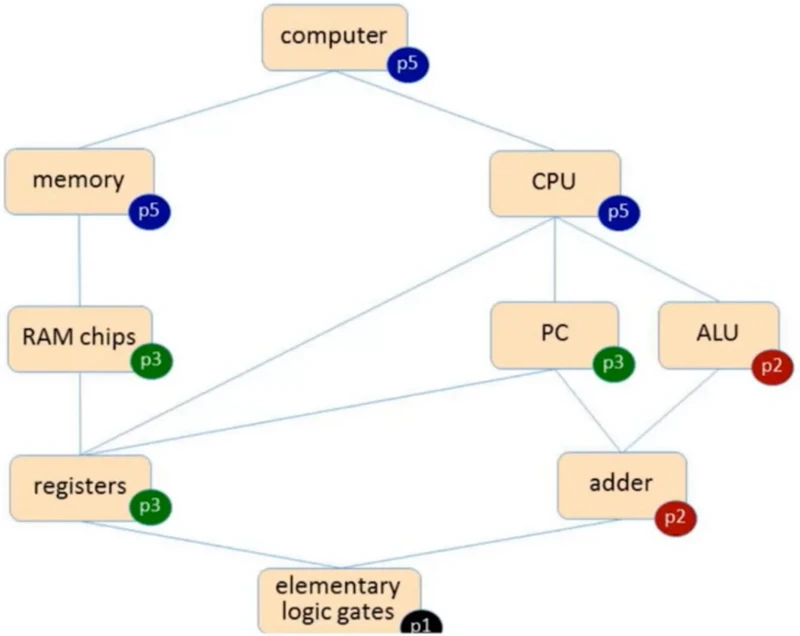 computer
p5
memory
p5
CPU
p5
RAM chips
p3
PC
p3
ALU
p2
registers
p3
adder
p2
elementary
logic gates
p1